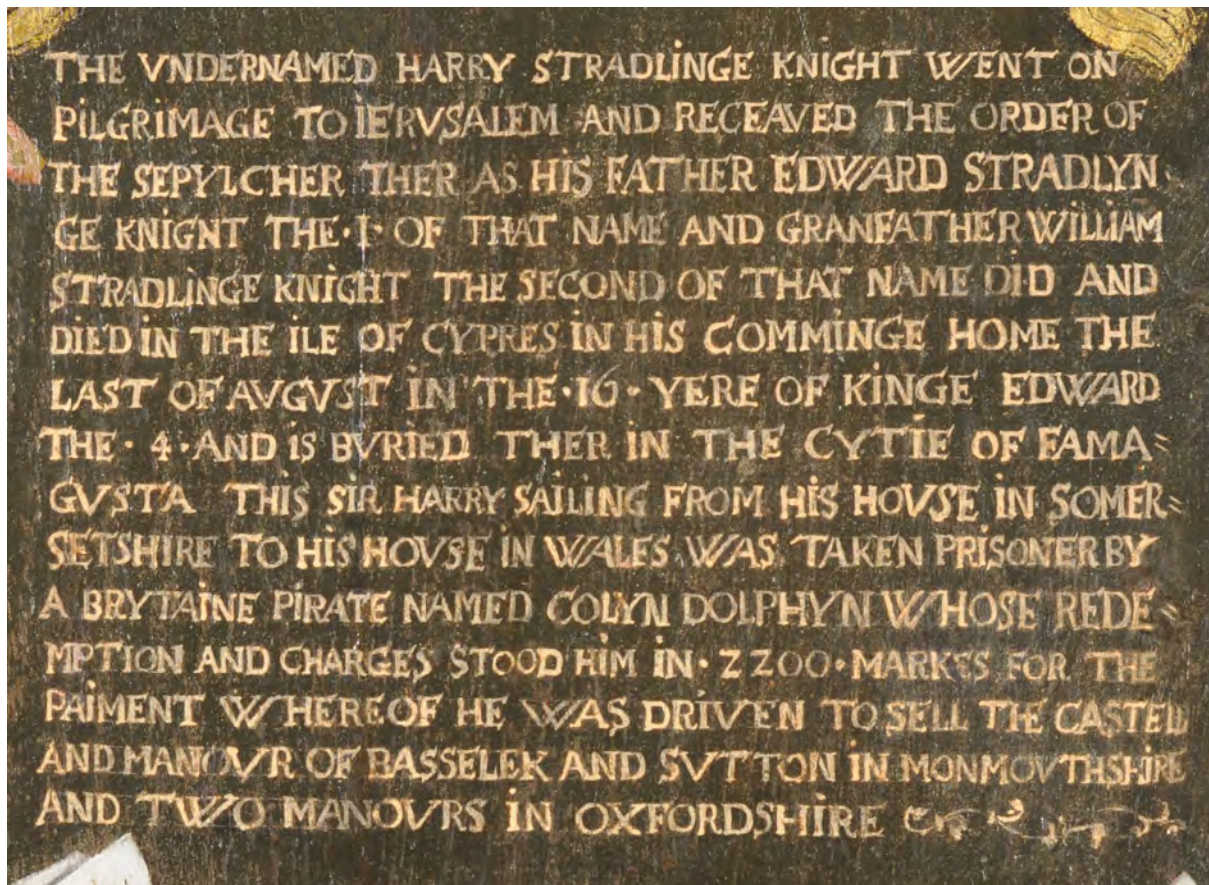 THE VNDERNAMED HARRY STRADLINGE KNIGHT WENT ON
PILGRIMAGE TO IERVSALEM AND RECEAVED THE ORDER OF
THE SEPYLCHER THER AS HIS FATHER EDWARD STRADLYN
GE KNIGNT THE·I·OF THAT NAME AND GRANFATHER WILLIAM
STRADLINGE KNIGHT THE SECOND OF THAT NAME DID AND
DIED IN THE ILE OF CYPRES IN HIS COMMINGE HOME THE
LAST OF AVGVST IN THE·16·YERE OF KINGE EDWARD
THE·4·AND IS BVRIED THER IN THE CYTIE OF FAMA=
GVSTA THIS SIR HARRY SAILING FROM HIS HOVSE IN SOMER=
SETSHIRE TO HIS HOVSE IN WALES WAS TAKEN PRISONER BY
A BRYTAINE PIRATE NAMED COLYN DOLPHYN WHOSE REDE=
MPTION AND CHARGES STOOD HIM IN·2200·MARKES FOR THE
PAIMENT WHEREOF HE WAS DRIVEN TO SELL THE CASTELL
AND MANOVR OF BASSELEK AND SVTTON IN MONMOVTHSHIRE
AND TWO MANOVRS IN OXFORDSHIRE